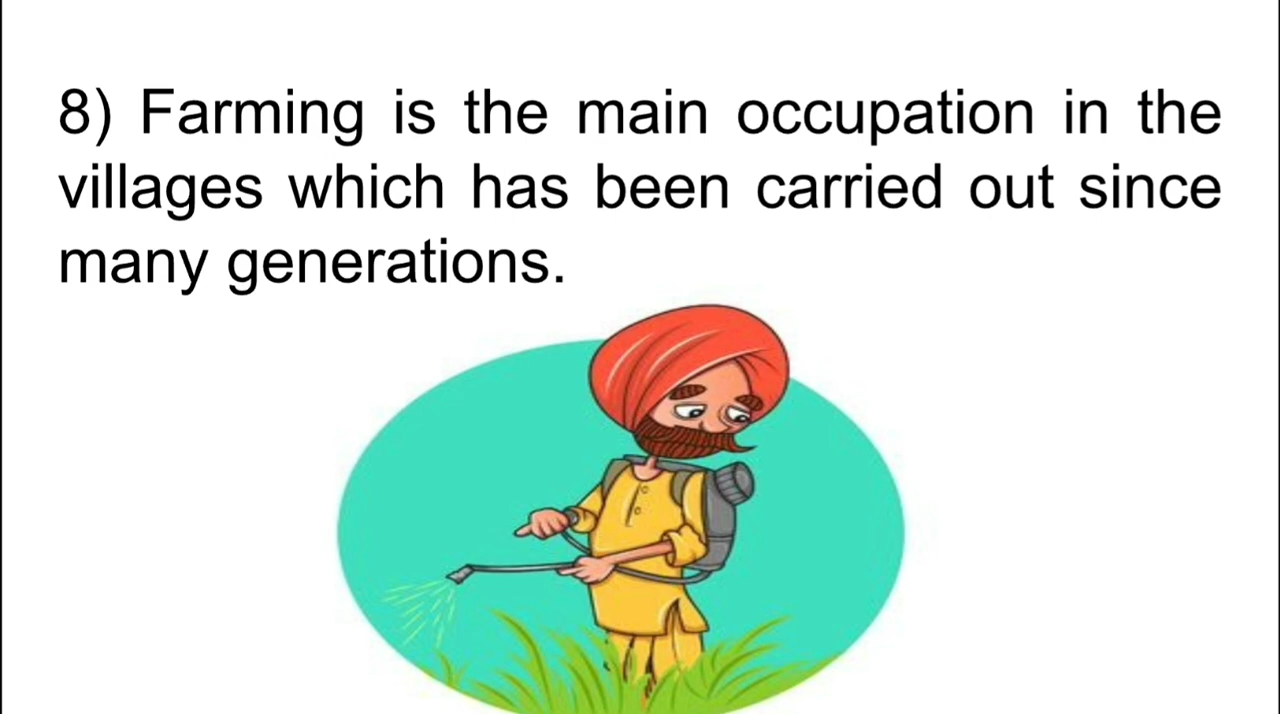 8) Farming is the main occupation in the
villages which has been carried out since
many generations.